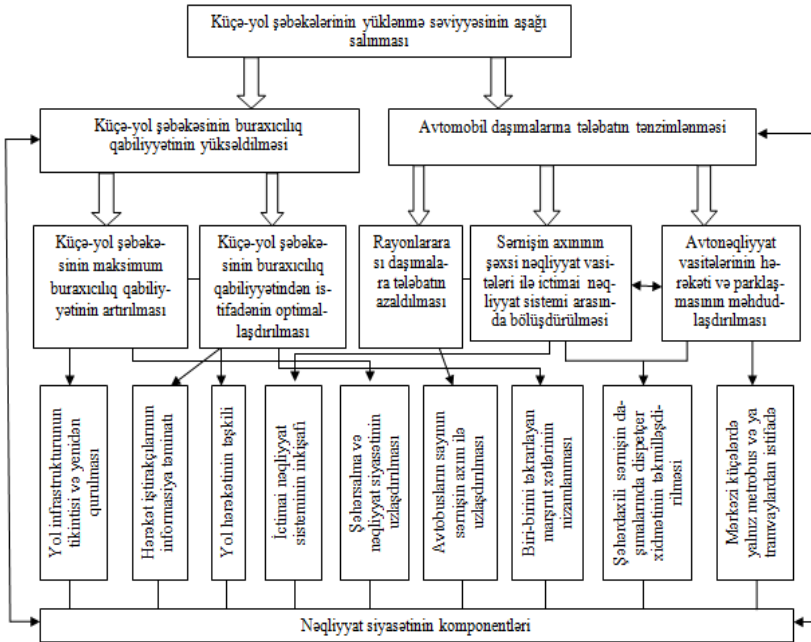 Küçə-yol şəbəkələrinin yüklənmə səviyyəsinin aşağı
salınması
Küçə-yol şəbəkəsinin buraxıcılıq
qabiliyyətinin yüksəldilməsi
Avtomobil daşımalarına tələbatın tənzimlənməsi
Küçə-yol şəbəkə-
sinin maksimum
buraxıcılıq qabiliy-
yətinin artırılması
Küçə-yol şəbəkə-
sinin buraxıcılıq
qabiliyyətindən is-
tifadənin optimal-
laşdırılması
Rayonlarara
sı daşımala-
ra tələbatın
azaldılması
Sərnişin axınının
şəxsi nəqliyyat vasi-
tələri ilə ictimai nəq-
liyyat sistemi arasın-
da bölüşdürülməsi
Avtonəqliyyat
vasitələrinin hə-
rəkəti və parklaş-
masının məhdud-
laşdırılması
Yol infrastrukturunun
tikintisi və yenidən
qurulması
Hərəkət iştirakçılarının
informasiya təminatı
Yol hərəkətinin təşkili
İctimai nəqliyyat
sisteminin inkişafi
Şəhərsalma və
nəqliyyat siyasətinin
uzlaşdırılması
Avtobusların sayının
sərnişin axını ilə
uzlaşdırılması
Biri-birini təkrarlayan
marşrut xətlərinin
nizamlanması
Şəhərdaxili sərnişin da-
şımalarında dispetçer
xidmətinin təkmilləşdi-
rilməsi
Mərkəzi küçələrdə
yalnız metrobus və ya
tramvaylardan istifadə
Nəqliyyat siyasətinin komponentləri